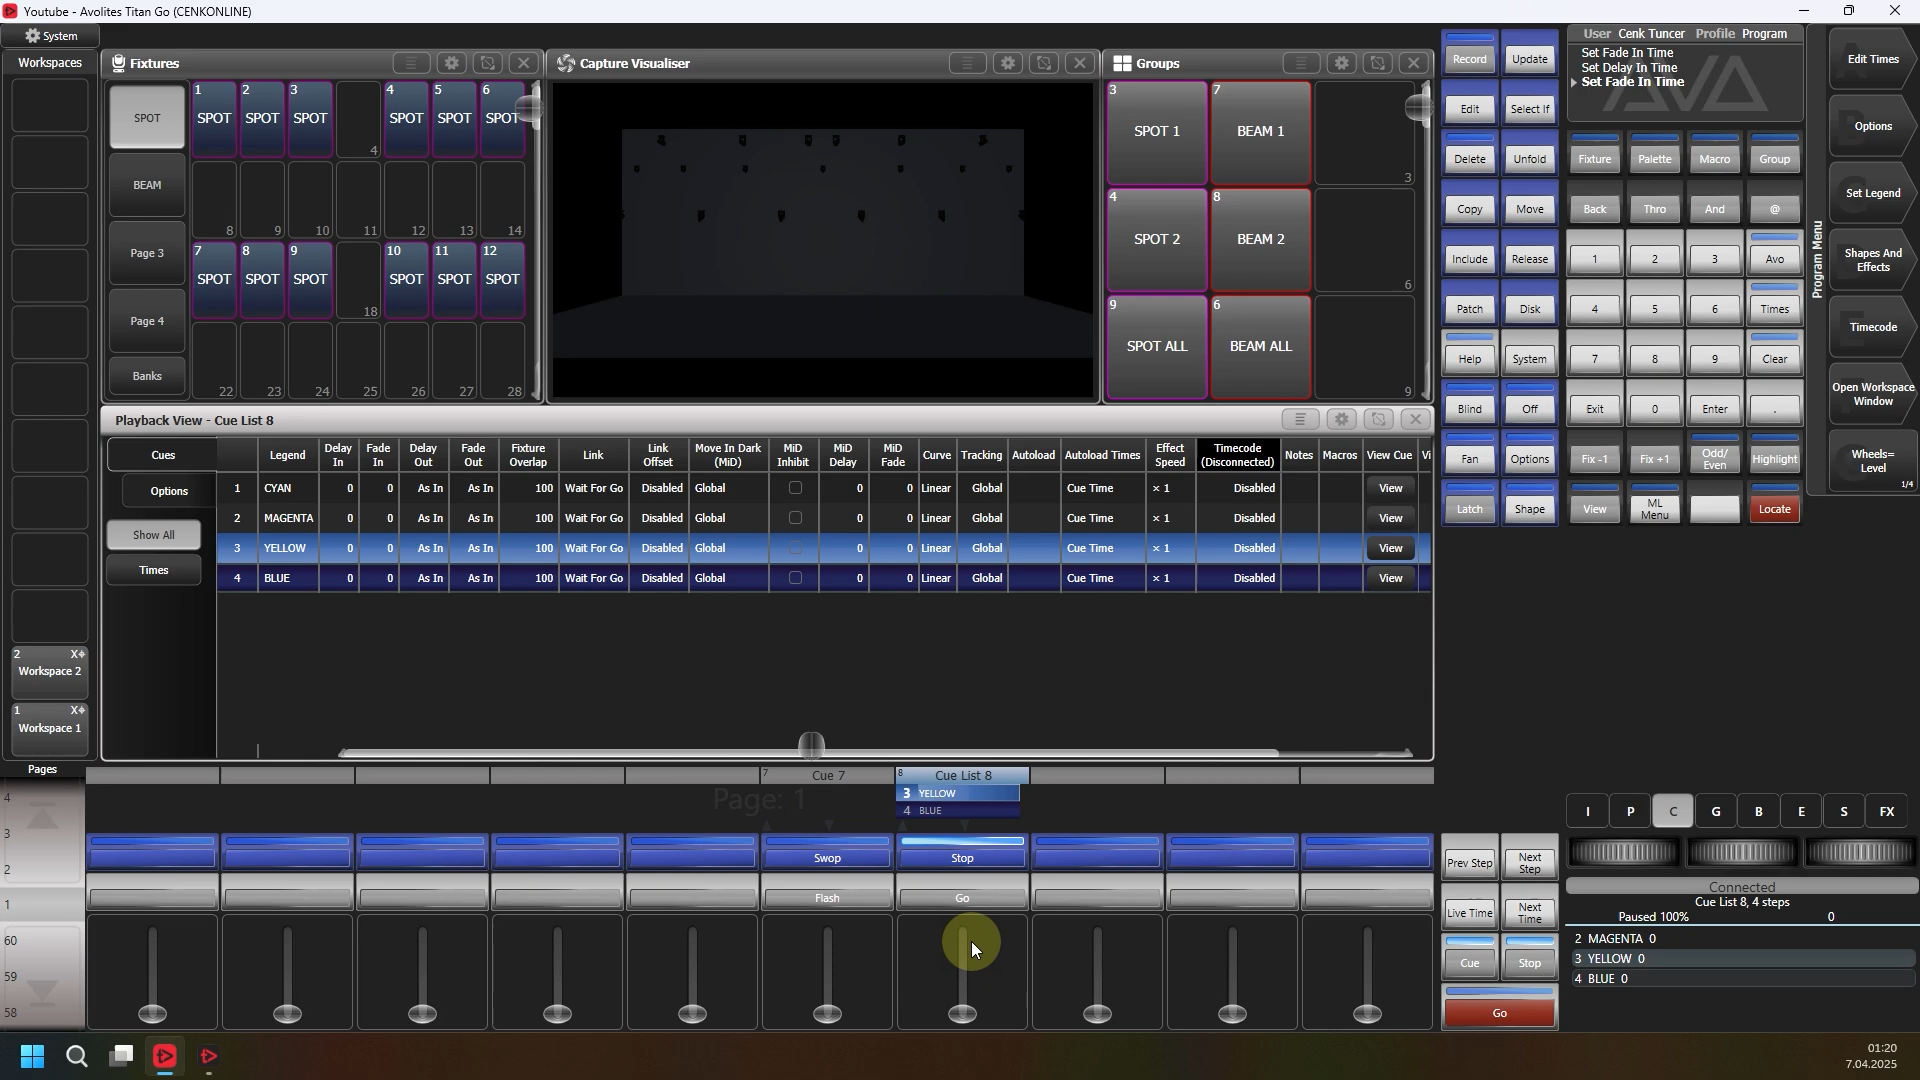 Youtube - Avolites Titan Go (CENKONLINE)
System
Workspaces
2
Workspace 2
1
Workspace 1
Pages
Fixtures
SPOT
BEAM
Page 3
Page 4
Banks
1 SPOT 2 SPOT 3 SPOT 4 4 SPOT 5 SPOT 6 SPOT
8 9 10 11 12 13 14
7 SPOT 8 SPOT 9 SPOT 18 10 SPOT 11 SPOT 12 SPOT
22 23 24 25 26 27 28
Capture Visualiser
Groups
3 SPOT 1 7 BEAM 1 3
4 SPOT 2 8 BEAM 2 6
9 SPOT ALL 6 BEAM ALL 9
Playback View - Cue List 8
Cues
Options
Show All
Times
Legend Delay In Fade In Delay Out Fade Out Fixture Overlap Link Link Offset Move In Dark (MiD) MiD Inhibit MiD Delay MiD Fade Curve Tracking Autoload Autoload Times Effect Speed Timecode (Disconnected) Notes Macros View Cue Vi
1 CYAN 0 0 As In As In 100 Wait For Go Disabled Global 0 0 Linear Global Cue Time × 1 Disabled View
2 MAGENTA 0 0 As In As In 100 Wait For Go Disabled Global 0 0 Linear Global Cue Time × 1 Disabled View
3 YELLOW 0 0 As In As In 100 Wait For Go Disabled Global 0 0 Linear Global Cue Time × 1 Disabled View
4 BLUE 0 0 As In As In 100 Wait For Go Disabled Global 0 0 Linear Global Cue Time × 1 Disabled View
Page: 1
7 Cue 7
8 Cue List 8
3 YELLOW
4 BLUE
Swop Stop
Flash Go
4
3
2
1
60
59
58
Record Update
Edit Select If
Delete Unfold
Copy Move
Include Release
Patch Disk
Help System
Blind Off
Fan Options
Latch Shape
User Cenk Tuncer Profile Program
Set Fade In Time
Set Delay In Time
Set Fade In Time
AVA
Fixture Palette Macro Group
Back Thro And @
1 2 3 Avo
4 5 6 Times
7 8 9 Clear
Exit 0 Enter .
Fix -1 Fix +1 Odd/Even Highlight
View ML Menu Locate
Program Menu
A Edit Times
Options
Set Legend
Shapes And Effects
E Timecode
Open Workspace Window
Wheels= Level
1/4
I P C G B E S FX
Prev Step Next Step
Live Time Next Time
Cue Stop
Go
Connected
Cue List 8, 4 steps
Paused 100% 0
2 MAGENTA 0
3 YELLOW 0
4 BLUE 0
01:20
7.04.2025